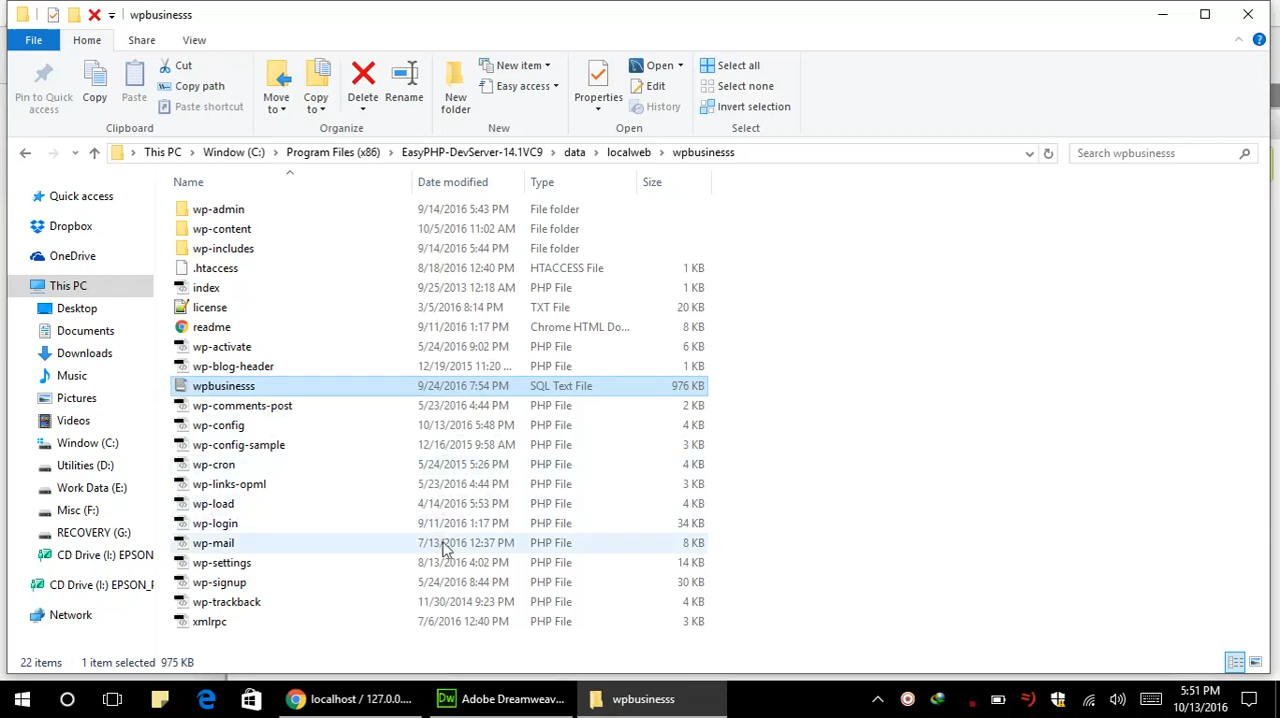 wpbusinesss
File Home Share View
Pin to Quick access
Copy
Paste
Cut
Copy path
Paste shortcut
Clipboard
Move to
Copy to
Delete
Rename
Organize
New folder
New item
Easy access
New
Properties
Open
Edit
History
Open
Select all
Select none
Invert selection
Select
This PC > Window (C:) > Program Files (x86) > EasyPHP-DevServer-14.1VC9 > data > localweb > wpbusinesss
Search wpbusinesss
Quick access
Dropbox
OneDrive
This PC
Desktop
Documents
Downloads
Music
Pictures
Videos
Window (C:)
Utilities (D:)
Work Data (E:)
Misc (F:)
RECOVERY (G:)
CD Drive (I:) EPSON
CD Drive (I:) EPSON_F
Network
Name Date modified Type Size
wp-admin 9/14/2016 5:43 PM File folder
wp-content 10/5/2016 11:02 AM File folder
wp-includes 9/14/2016 5:44 PM File folder
.htaccess 8/18/2016 12:40 PM HTACCESS File 1 KB
index 9/25/2013 12:18 AM PHP File 1 KB
license 3/5/2016 8:14 PM TXT File 20 KB
readme 9/11/2016 1:17 PM Chrome HTML Do... 8 KB
wp-activate 5/24/2016 9:02 PM PHP File 6 KB
wp-blog-header 12/19/2015 11:20 ... PHP File 1 KB
wpbusinesss 9/24/2016 7:54 PM SQL Text File 976 KB
wp-comments-post 5/23/2016 4:44 PM PHP File 2 KB
wp-config 10/13/2016 5:48 PM PHP File 4 KB
wp-config-sample 12/16/2015 9:58 AM PHP File 3 KB
wp-cron 5/24/2015 5:26 PM PHP File 4 KB
wp-links-opml 5/23/2016 4:44 PM PHP File 3 KB
wp-load 4/14/2016 5:53 PM PHP File 4 KB
wp-login 9/11/2016 1:17 PM PHP File 34 KB
wp-mail 7/13/2016 12:37 PM PHP File 8 KB
wp-settings 8/13/2016 4:02 PM PHP File 14 KB
wp-signup 5/24/2016 8:44 PM PHP File 30 KB
wp-trackback 11/30/2014 9:23 PM PHP File 4 KB
xmlrpc 7/6/2016 12:40 PM PHP File 3 KB
22 items 1 item selected 975 KB
localhost / 127.0.0....
Dw Adobe Dreamweav...
wpbusinesss
5:51 PM
10/13/2016